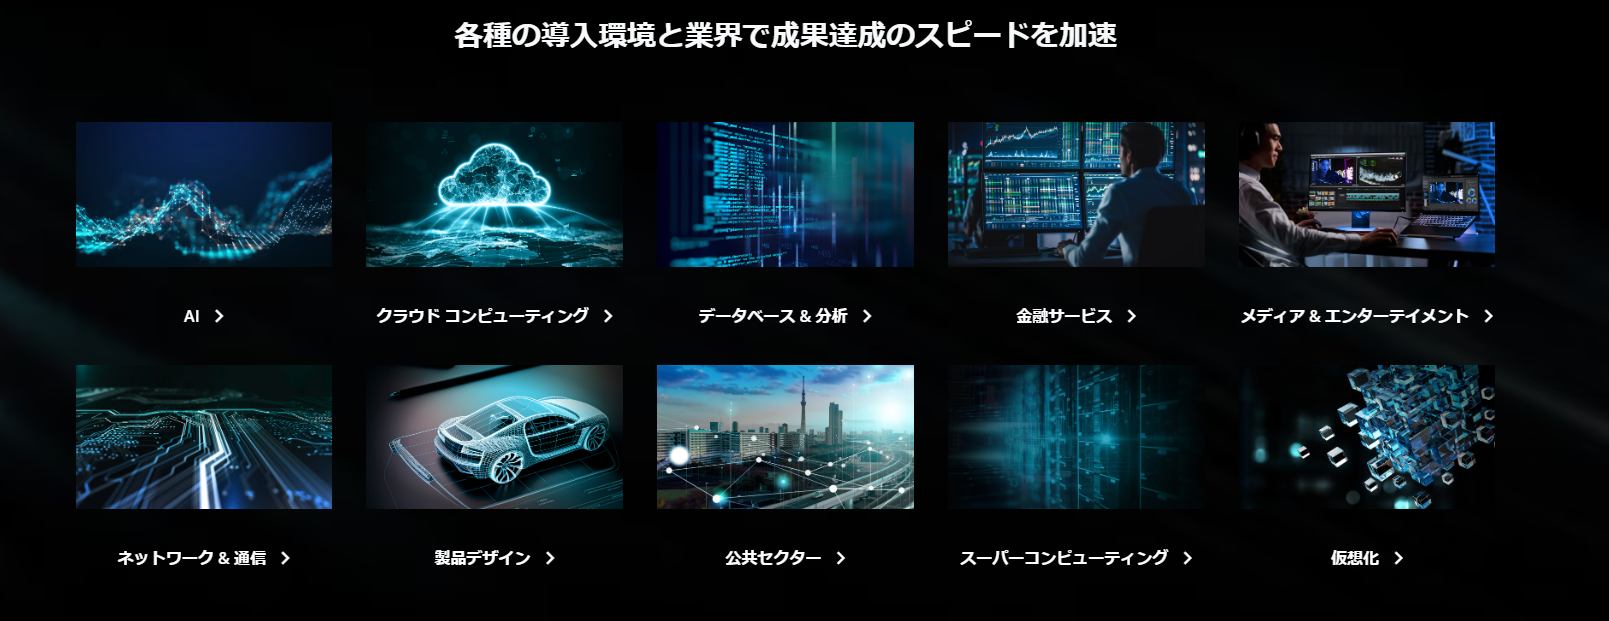 各種の導入環境と業界で成果達成のスピードを加速
AI
クラウド コンピューティング
データベース & 分析
金融サービス
メディア & エンターテイメント
ネットワーク & 通信
製品デザイン
公共セクター
スーパーコンピューティング
仮想化